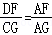 DF/CG = AF/AG